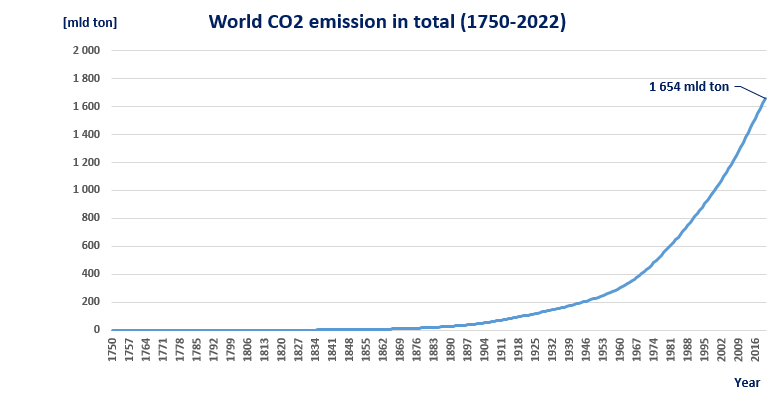 [mld ton]
World CO2 emission in total (1750-2022)
2 000
1 800
1 654 mld ton
1 600
1 400
1 200
1 000
800
600
400
200
0
1750 1757 1764 1771 1778 1785 1792 1799 1806 1813 1820 1827 1834 1841 1848 1855 1862 1869 1876 1883 1890 1897 1904 1911 1918 1925 1932 1939 1946 1953 1960 1967 1974 1981 1988 1995 2002 2009 2016
Year